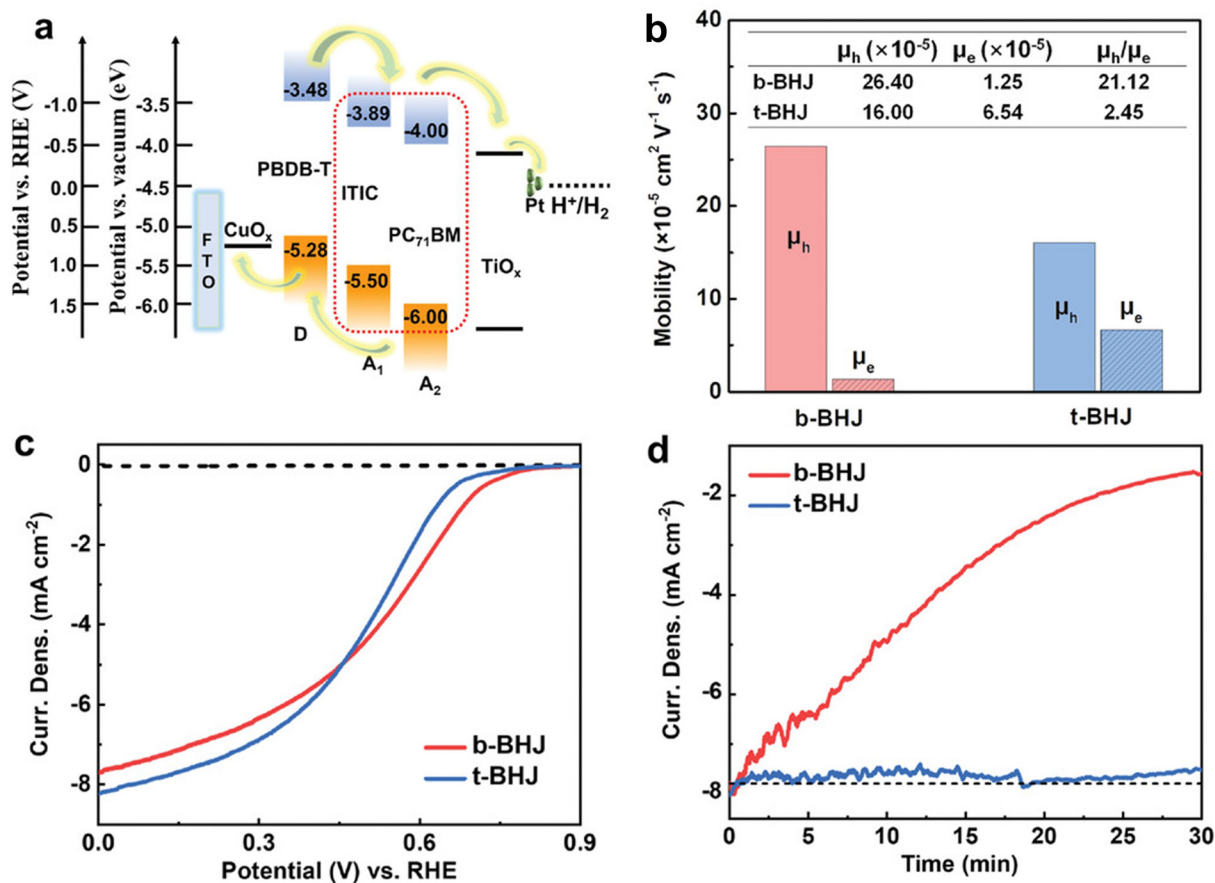 a
Potential vs. RHE (V)
-1.0
-0.5
0.0
0.5
1.0
1.5
Potential vs. vacuum (eV)
-3.5
-4.0
-4.5
-5.0
-5.5
-6.0
FTO
CuOₓ
-3.48
PBDB-T
-5.28
D
-3.89
ITIC
-5.50
A₁
-4.00
PC₇₁BM
-6.00
A₂
TiOₓ
Pt H⁺/H₂
b
Mobility (×10⁻⁵ cm² V⁻¹ s⁻¹)
40
30
20
10
0
μₕ (×10⁻⁵) μₑ (×10⁻⁵) μₕ/μₑ
b-BHJ 26.40 1.25 21.12
t-BHJ 16.00 6.54 2.45
μₕ
μₑ
μₕ
μₑ
b-BHJ t-BHJ
c
Curr. Dens. (mA cm⁻²)
0
-2
-4
-6
-8
b-BHJ
t-BHJ
0.0 0.3 0.6 0.9
Potential (V) vs. RHE
d
Curr. Dens. (mA cm⁻²)
-2
-4
-6
-8
b-BHJ
t-BHJ
0 5 10 15 20 25 30
Time (min)